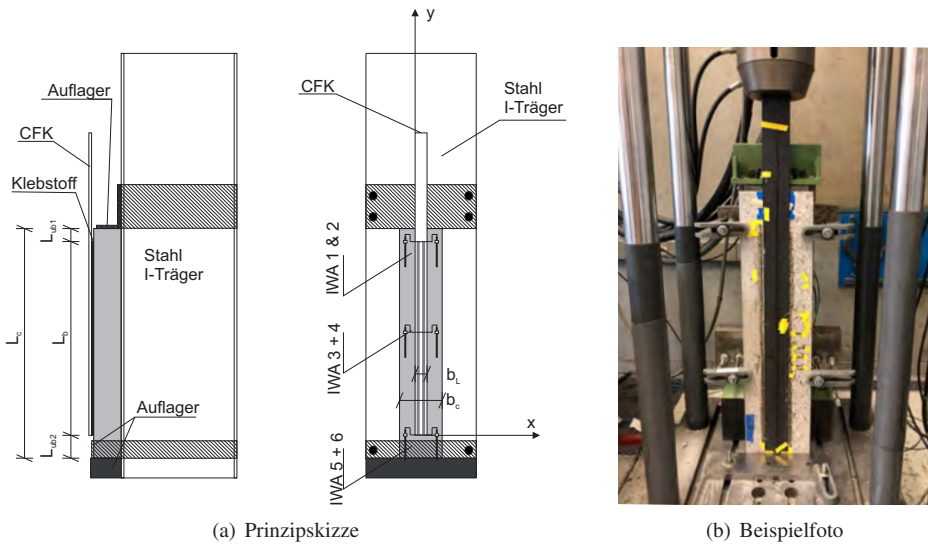 y
Auflager
CFK
Klebstoff
L_ub1
Stahl
I-Träger
L_c
L_b
Auflager
L_ub2
CFK
Stahl
I-Träger
IWA 1 & 2
IWA 3 + 4
b_L
b_c
x
IWA 5 + 6
(a) Prinzipskizze
(b) Beispielfoto